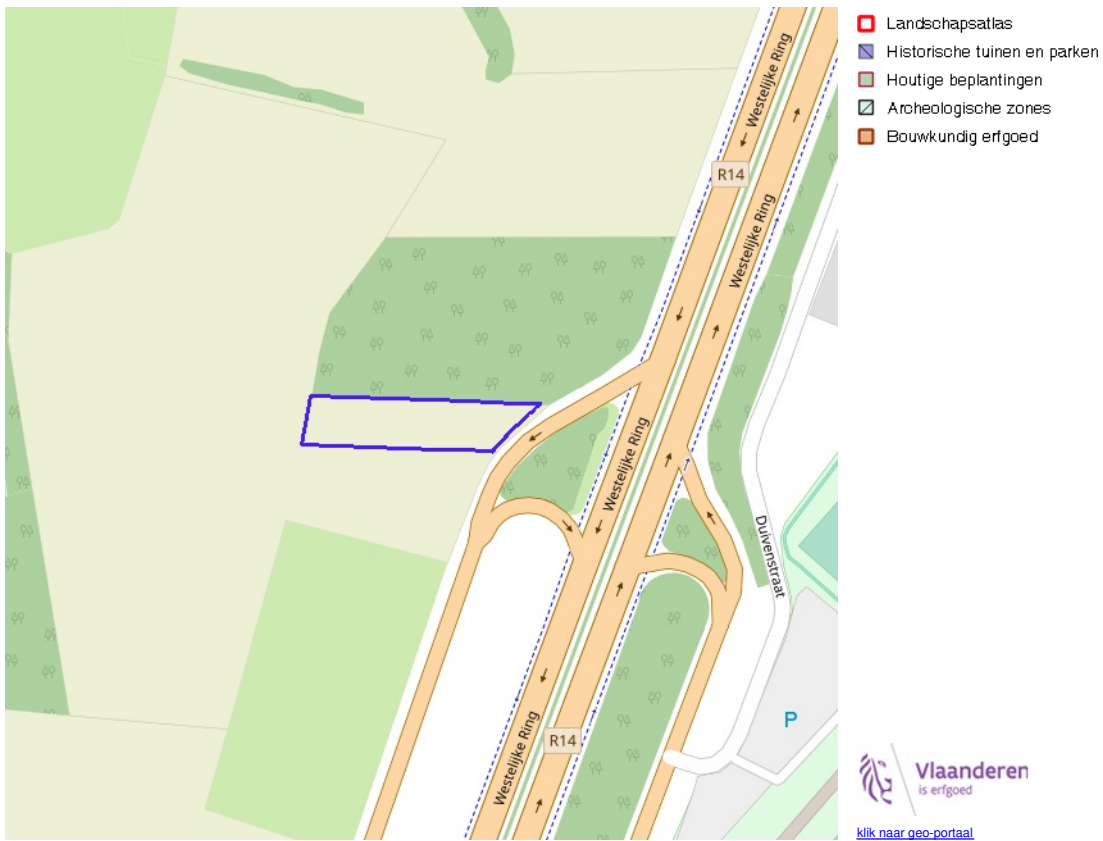 Westelijke Ring
R14
Westelijke Ring
Westelijke Ring
Duivenstraat
Westelijke Ring
R14
P
Landschapsatlas
Historische tuinen en parken
Houtige beplantingen
Archeologische zones
Bouwkundig erfgoed
Vlaanderen
is erfgoed
klik naar geo-portaal